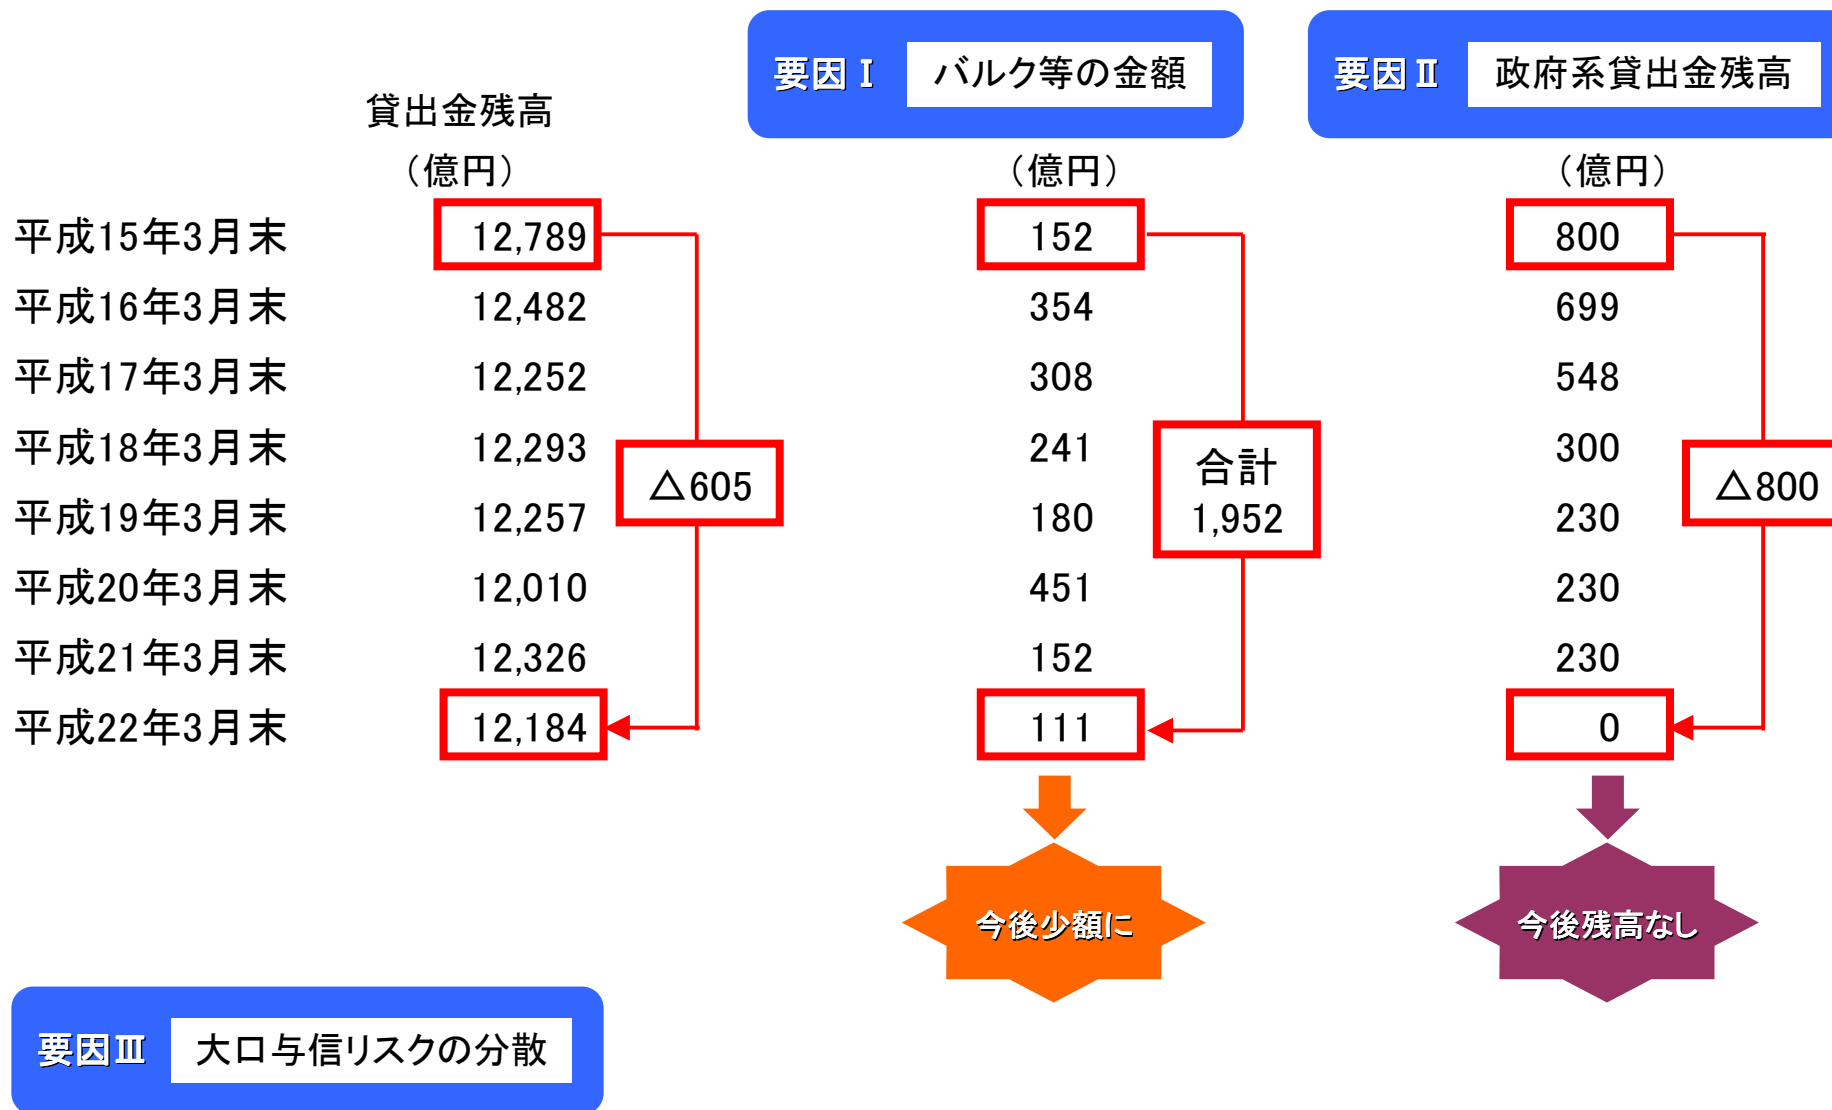 要因Ⅰ バルク等の金額
要因Ⅱ 政府系貸出金残高
貸出金残高
（億円） （億円） （億円）
平成15年3月末 12,789 152 800
平成16年3月末 12,482 354 699
平成17年3月末 12,252 308 548
平成18年3月末 12,293 241 300
△605
合計
1,952
△800
平成19年3月末 12,257 180 230
平成20年3月末 12,010 451 230
平成21年3月末 12,326 152 230
平成22年3月末 12,184 111 0
今後少額に
今後残高なし
要因Ⅲ 大口与信リスクの分散